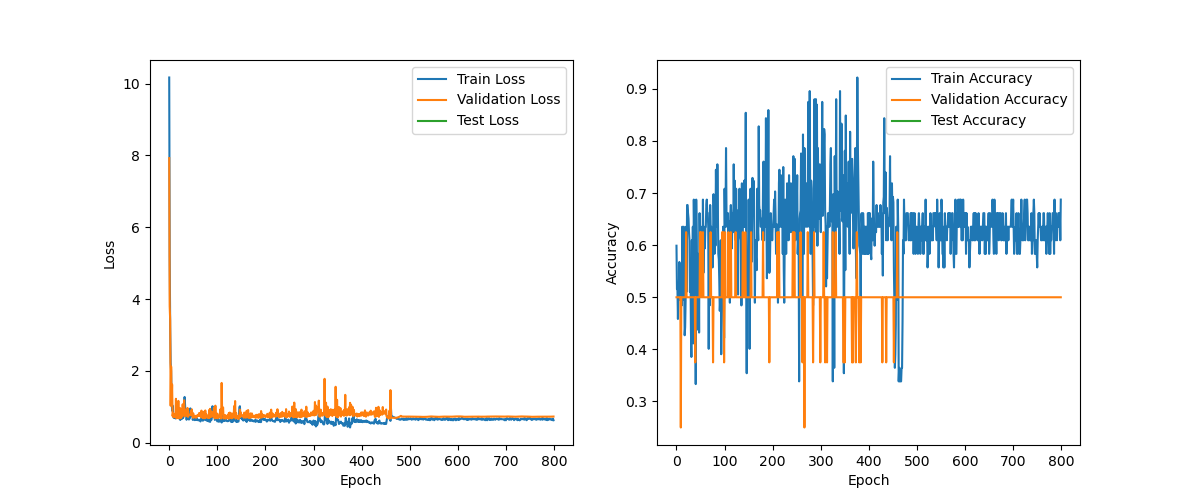 Loss
10
8
6
4
2
0
0 100 200 300 400 500 600 700 800
Epoch
Train Loss
Validation Loss
Test Loss
Accuracy
0.9
0.8
0.7
0.6
0.5
0.4
0.3
0 100 200 300 400 500 600 700 800
Epoch
Train Accuracy
Validation Accuracy
Test Accuracy